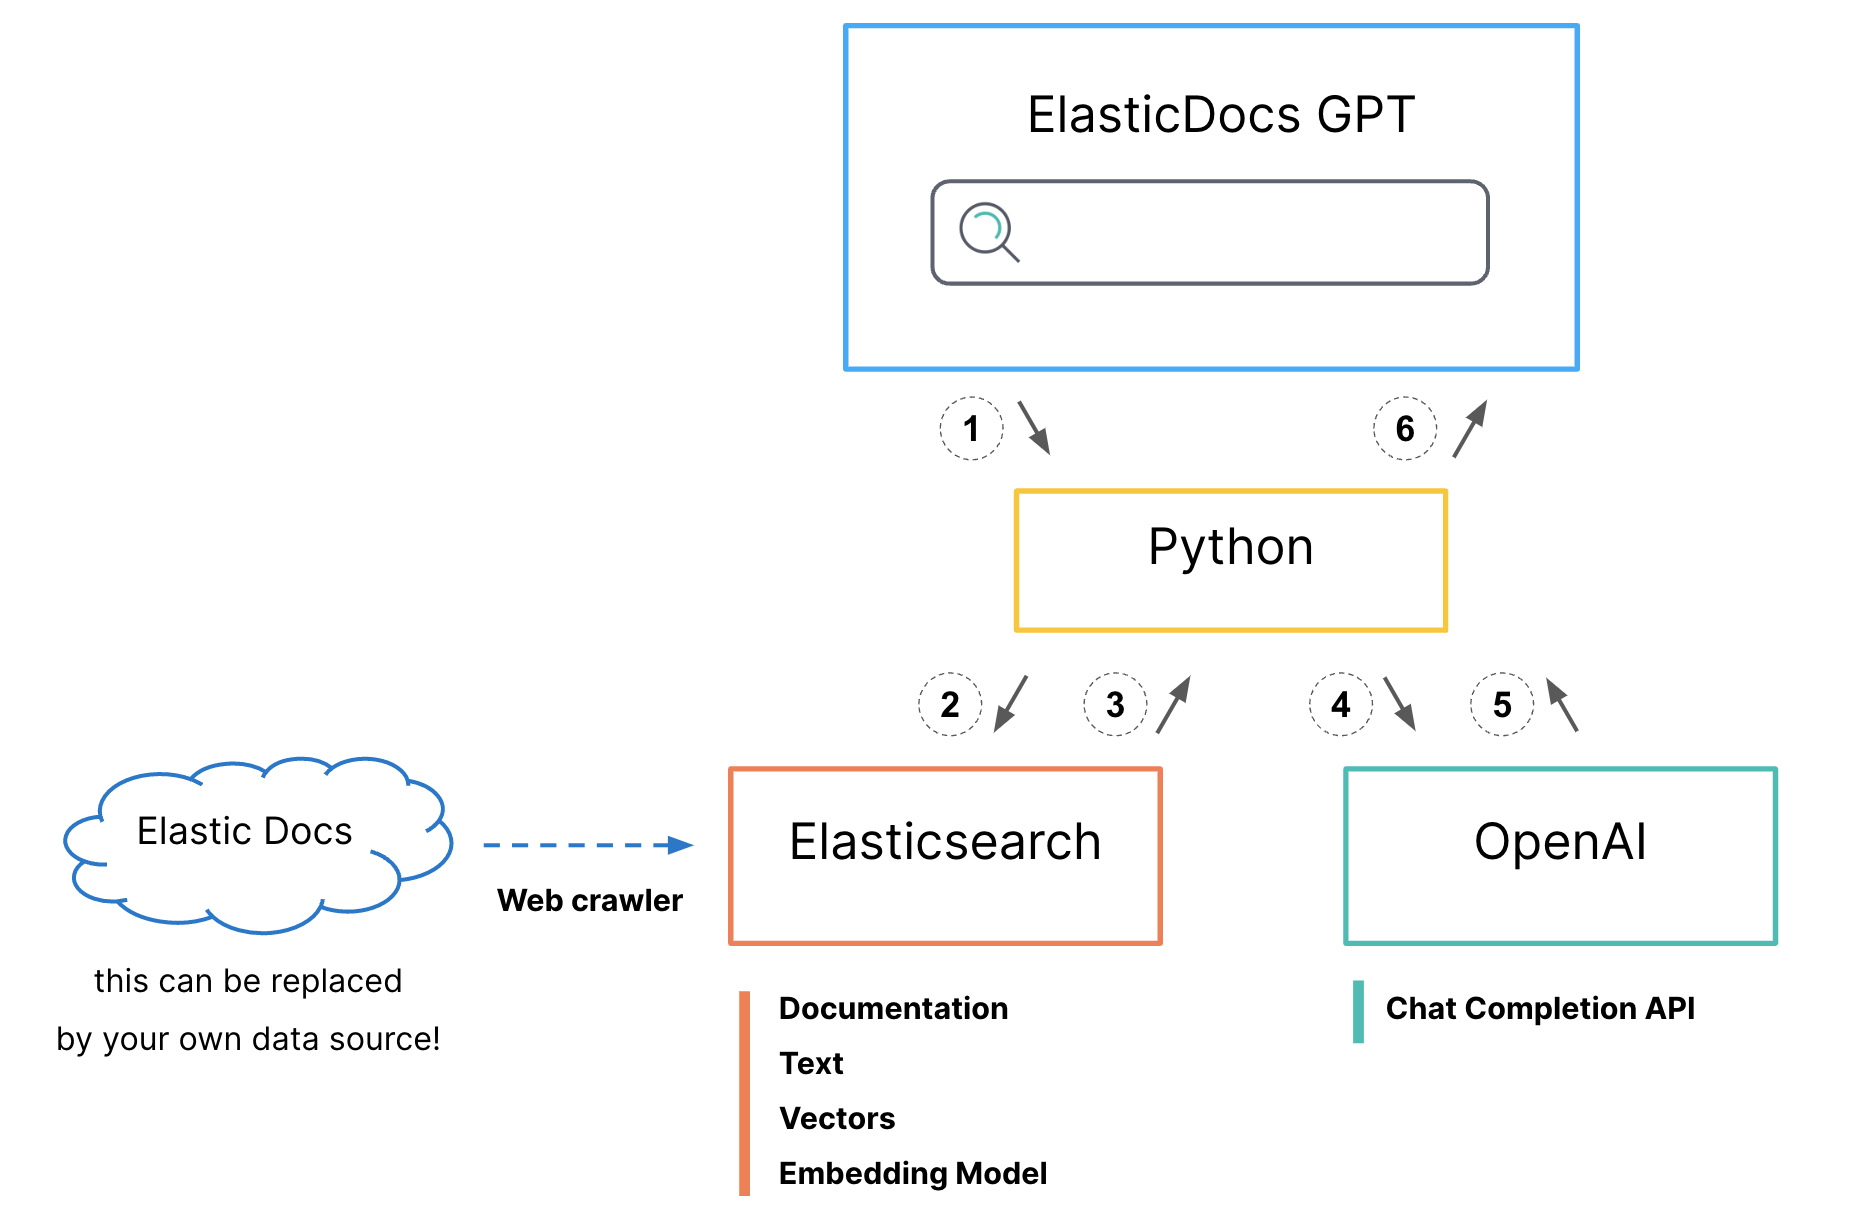 ElasticDocs GPT
1
6
Python
2
3
4
5
Elastic Docs
Web crawler
this can be replaced
by your own data source!
Elasticsearch
Documentation
Text
Vectors
Embedding Model
OpenAI
Chat Completion API